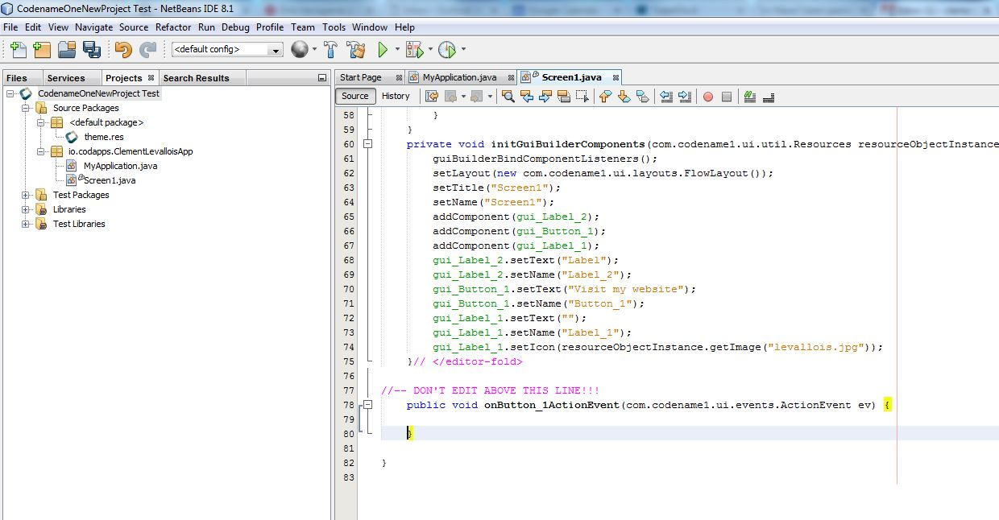 CodenameOneNewProject Test - NetBeans IDE 8.1
File Edit View Navigate Source Refactor Run Debug Profile Team Tools Window Help
<default config>
Files Services Projects Search Results
CodenameOneNewProject Test
Source Packages
<default package>
theme.res
io.codapps.ClementLevalloisApp
MyApplication.java
Screen1.java
Test Packages
Libraries
Test Libraries
Start Page MyApplication.java Screen1.java
Source History
58 }
59 }
60 private void initGuiBuilderComponents(com.codename1.ui.util.Resources resourceObjectInstance
61 guiBuilderBindComponentListeners();
62 setLayout(new com.codename1.ui.layouts.FlowLayout());
63 setTitle("Screen1");
64 setName("Screen1");
65 addComponent(gui_Label_2);
66 addComponent(gui_Button_1);
67 addComponent(gui_Label_1);
68 gui_Label_2.setText("Label");
69 gui_Label_2.setName("Label_2");
70 gui_Button_1.setText("Visit my website");
71 gui_Button_1.setName("Button_1");
72 gui_Label_1.setText("");
73 gui_Label_1.setName("Label_1");
74 gui_Label_1.setIcon(resourceObjectInstance.getImage("levallois.jpg"));
75 }// </editor-fold>
76
77 //-- DON'T EDIT ABOVE THIS LINE!!!
78 public void onButton_1ActionEvent(com.codename1.ui.events.ActionEvent ev) {
79
80 }
81
82 }
83